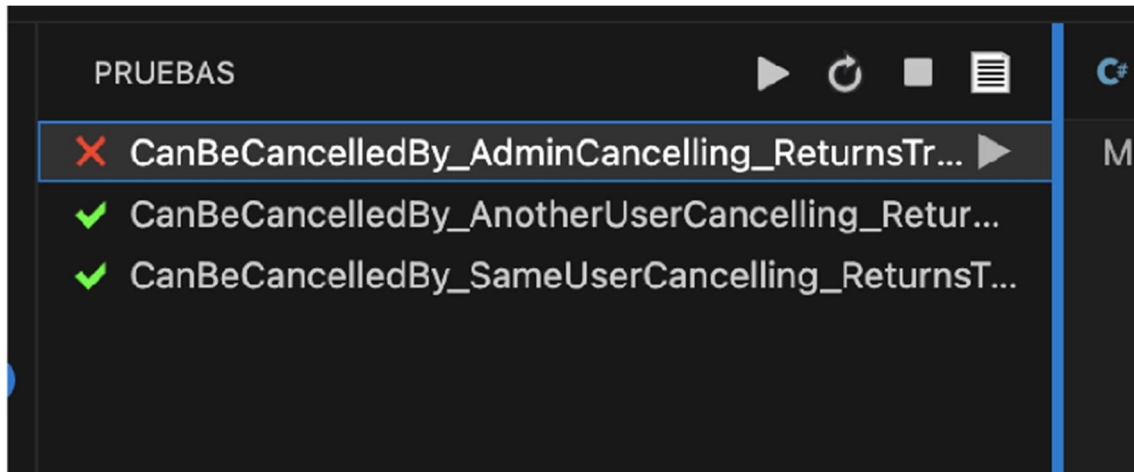 PRUEBAS
C#
CanBeCancelledBy_AdminCancelling_ReturnsTr...
M
CanBeCancelledBy_AnotherUserCancelling_Retur...
CanBeCancelledBy_SameUserCancelling_ReturnsT...